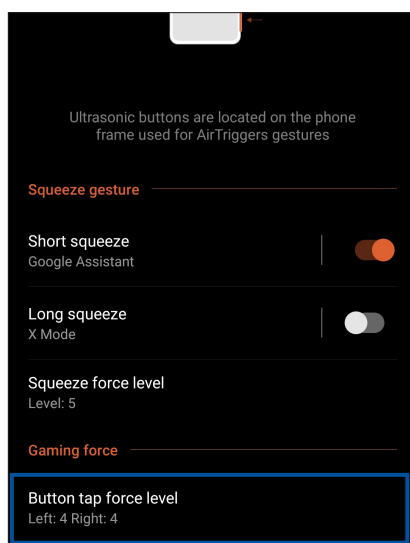 Ultrasonic buttons are located on the phone
frame used for AirTriggers gestures
Squeeze gesture
Short squeeze
Google Assistant
Long squeeze
X Mode
Squeeze force level
Level: 5
Gaming force
Button tap force level
Left: 4 Right: 4